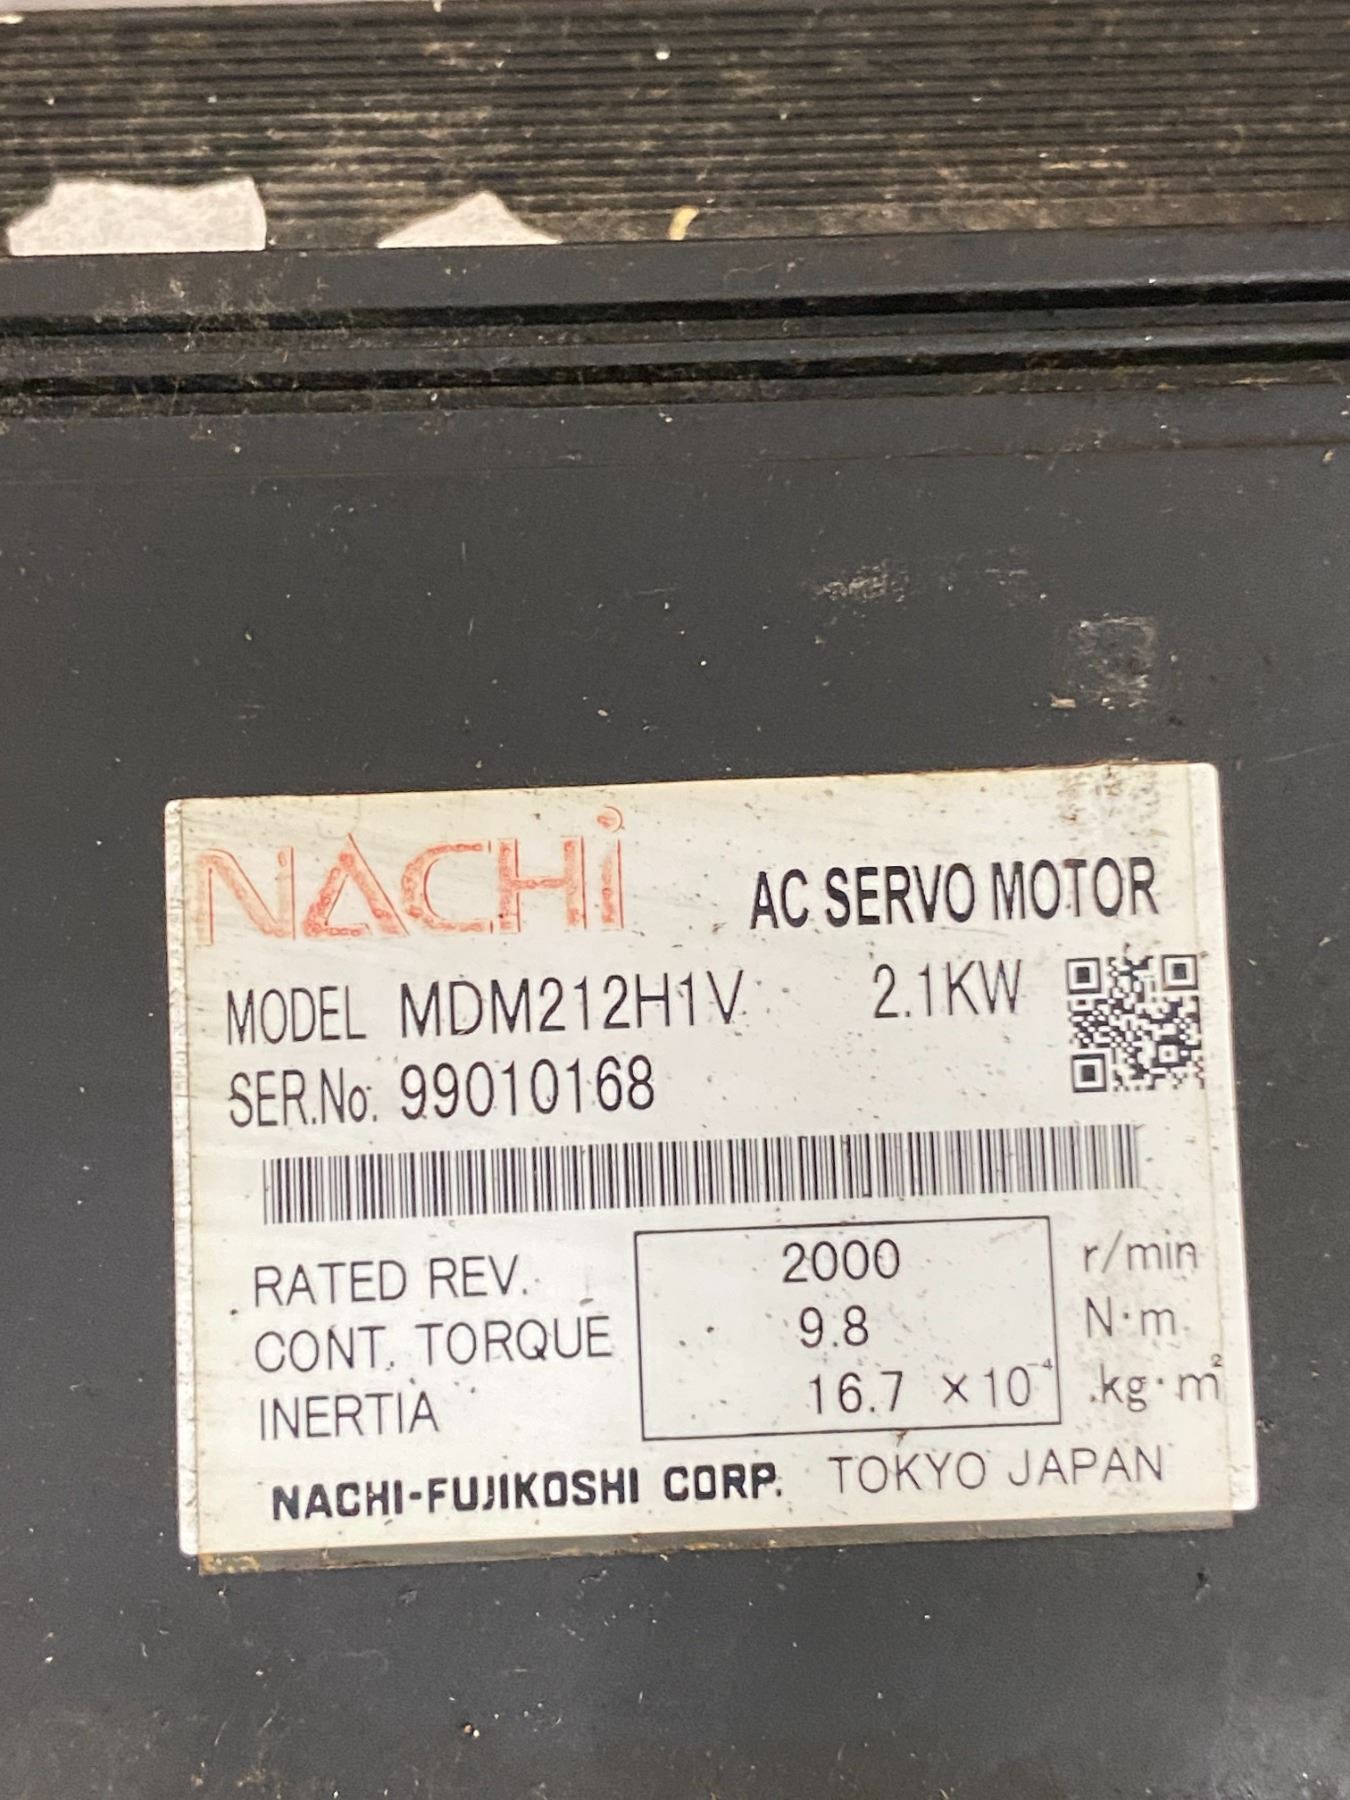 NACHi
AC SERVO MOTOR
MODEL MDM212H1V 2.1KW
SER.No. 99010168
RATED REV. 2000 r/min
CONT. TORQUE 9.8 N·m
INERTIA 16.7 ×10⁻⁴ kg·m²
NACHI-FUJIKOSHI CORP. TOKYO JAPAN